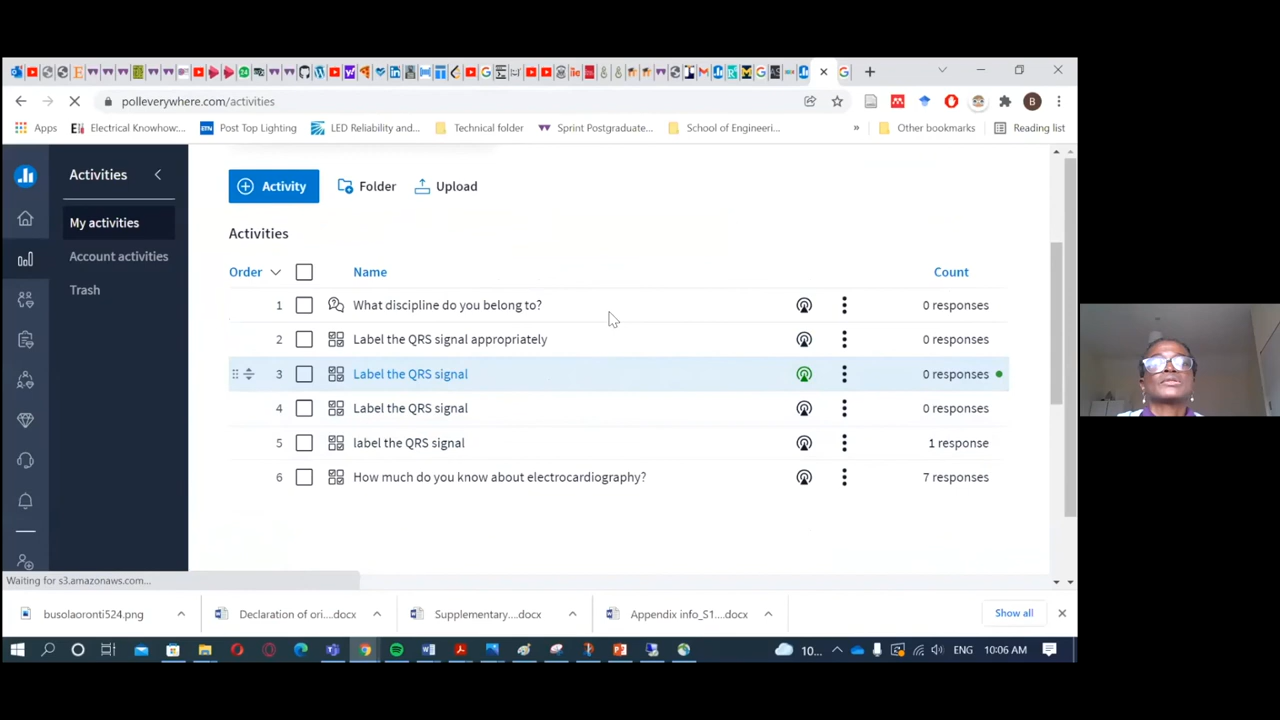 polleverywhere.com/activities
B
Apps
Electrical Knowhow:...
Post Top Lighting
LED Reliability and...
Technical folder
Sprint Postgraduate...
School of Engineeri...
»
Other bookmarks
Reading list
Activities
My activities
Account activities
Trash
Activity
Folder
Upload
Activities
Order
Name
Count
1 What discipline do you belong to? 0 responses
2 Label the QRS signal appropriately 0 responses
3 Label the QRS signal 0 responses
4 Label the QRS signal 0 responses
5 label the QRS signal 1 response
6 How much do you know about electrocardiography? 7 responses
Waiting for s3.amazonaws.com...
busolaoronti524.png
Declaration of ori....docx
Supplementary....docx
Appendix info_S1....docx
Show all
10...
ENG
10:06 AM